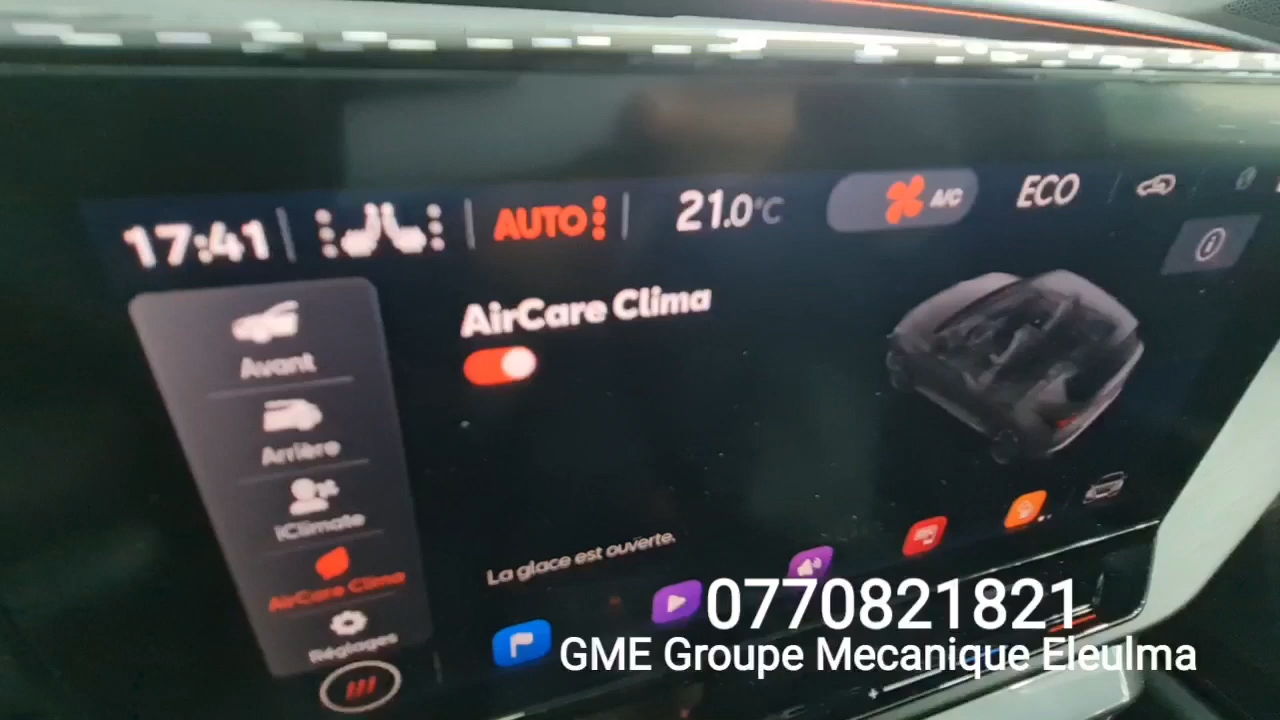 17:41 AUTO 21.0°C A/C ECO
AirCare Clima
Avant
Arrière
iClimate
AirCare Clima
Réglages
La glace est ouverte.
0770821821
GME Groupe Mecanique Eleulma